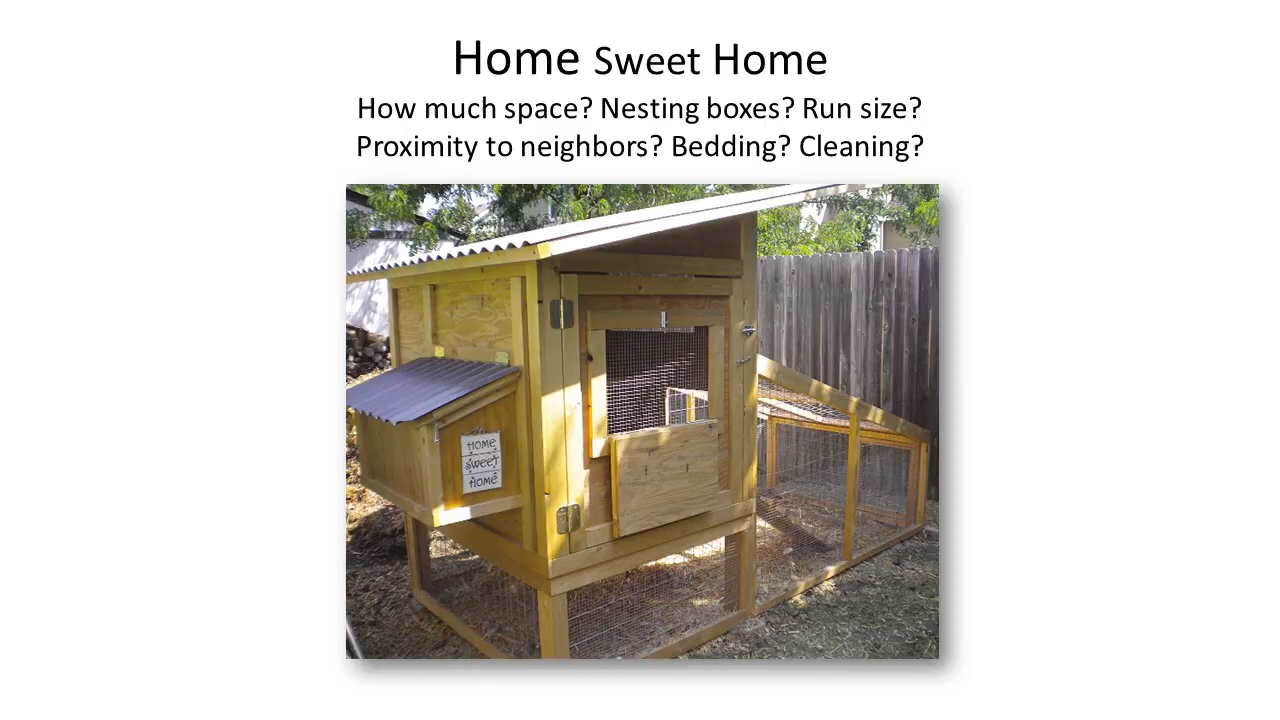 Home Sweet Home
How much space? Nesting boxes? Run size?
Proximity to neighbors? Bedding? Cleaning?
HOME
SWEET
HOME